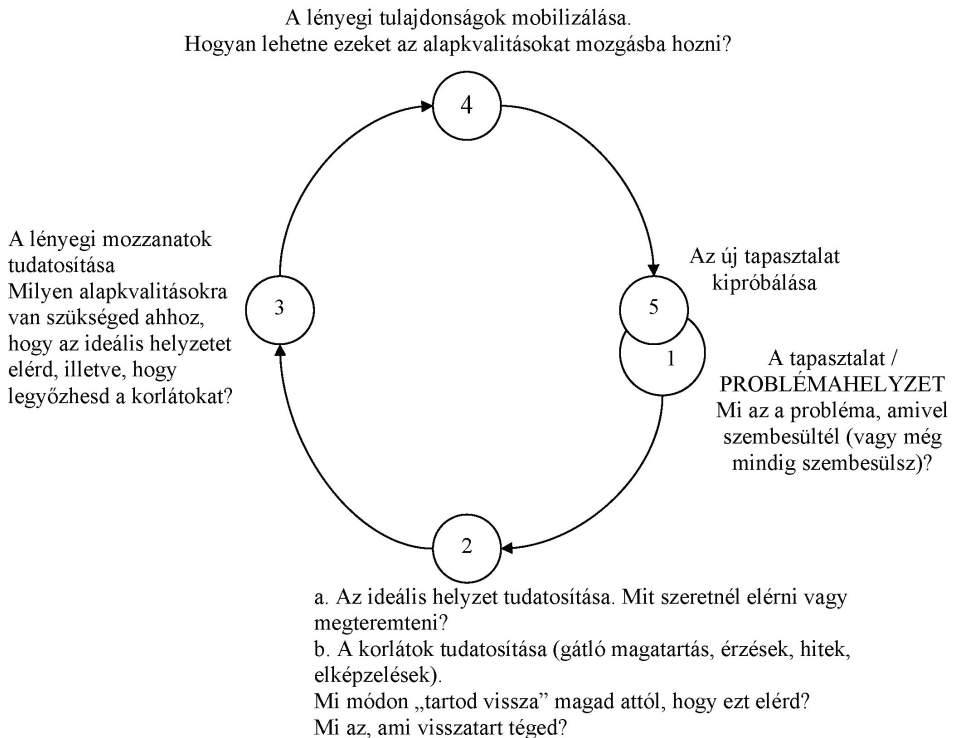 A lényegi tulajdonságok mobilizálása.
Hogyan lehetne ezeket az alapkvalitásokat mozgásba hozni?
4
A lényegi mozzanatok
tudatosítása
Milyen alapkvalitásokra
van szükséged ahhoz,
hogy az ideális helyzetet
elérd, illetve, hogy
legyőzhesd a korlátokat?
3
Az új tapasztalat
kipróbálása
5
1
A tapasztalat /
PROBLÉMAHELYZET
Mi az a probléma, amivel
szembesültél (vagy még
mindig szembesülsz)?
2
a. Az ideális helyzet tudatosítása. Mit szeretnél elérni vagy
megteremteni?
b. A korlátok tudatosítása (gátló magatartás, érzések, hitek,
elképzelések).
Mi módon „tartod vissza” magad attól, hogy ezt elérd?
Mi az, ami visszatart téged?